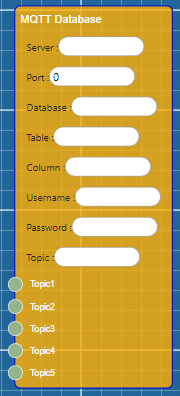 MQTT Database
Server :
Port : 0
Database :
Table :
Column :
Username :
Password :
Topic :
Topic1
Topic2
Topic3
Topic4
Topic5